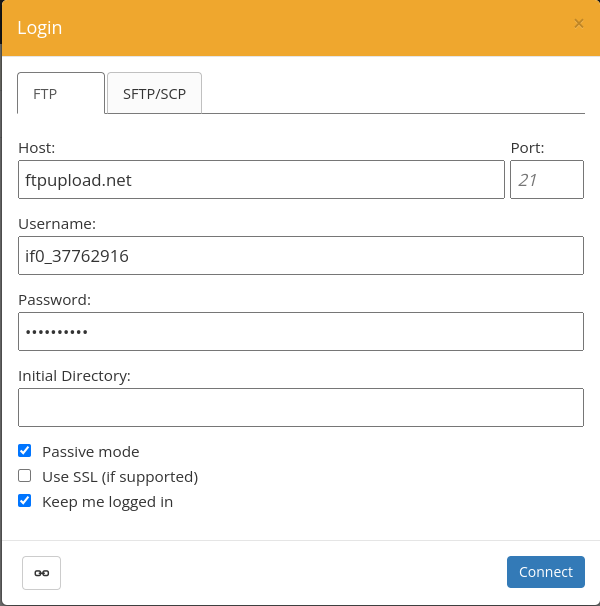 Login ×
FTP SFTP/SCP
Host: Port:
ftpupload.net 21
Username:
if0_37762916
Password:
••••••••••
Initial Directory:
Passive mode
Use SSL (if supported)
Keep me logged in
Connect